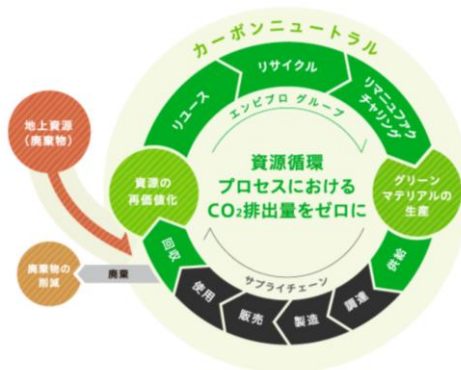 カーボンニュートラル
リユース
リサイクル
リマニュファク
チャリング
エンビプロ グループ
地上資源
(廃棄物)
資源の
再価値化
資源循環
プロセスにおける
CO₂排出量をゼロに
グリーン
マテリアルの
生産
廃棄物の
削減
廃棄
回収
使用
販売
製造
調達
供給
サプライチェーン